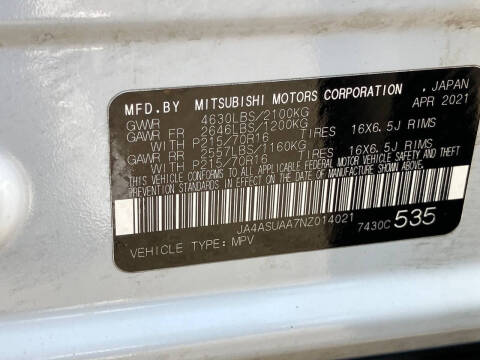 MFD.BY MITSUBISHI MOTORS CORPORATION , JAPAN
GVWR 4630LBS/2100KG APR 2021
GAWR FR 2646LBS/1200KG
WITH P215/70R16 TIRES 16X6.5J RIMS
GAWR RR 2557LBS/1160KG
WITH P215/70R16 TIRES 16X6.5J RIMS
THIS VEHICLE CONFORMS TO ALL APPLICABLE FEDERAL MOTOR VEHICLE SAFETY AND THEFT
PREVENTION STANDARDS IN EFFECT ON THE DATE OF MANUFACTURE SHOWN ABOVE.
JA4ASUAA7NZ014021 7430C 535
VEHICLE TYPE: MPV